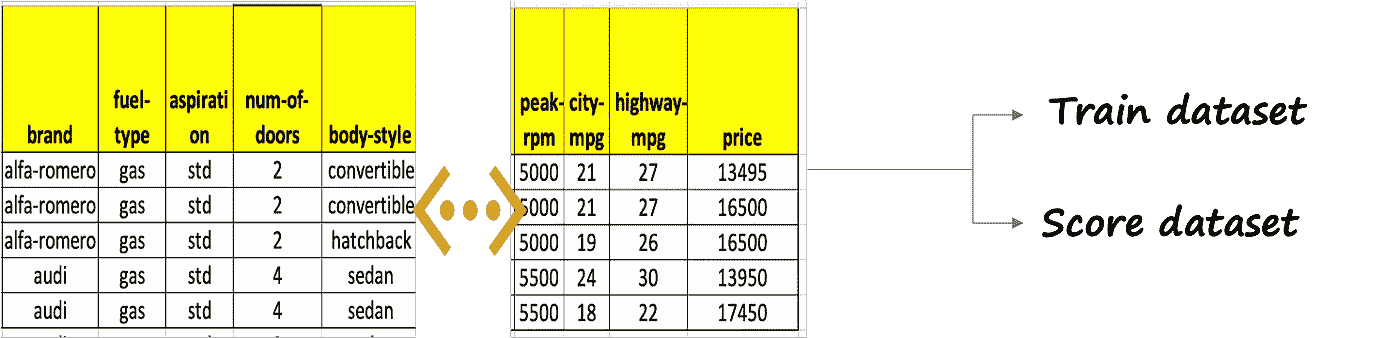 brand fuel-type aspiration num-of-doors body-style peak-rpm city-mpg highway-mpg price
alfa-romero gas std 2 convertible 5000 21 27 13495
alfa-romero gas std 2 convertible 5000 21 27 16500
alfa-romero gas std 2 hatchback 5000 19 26 16500
audi gas std 4 sedan 5500 24 30 13950
audi gas std 4 sedan 5500 18 22 17450
Train dataset
Score dataset